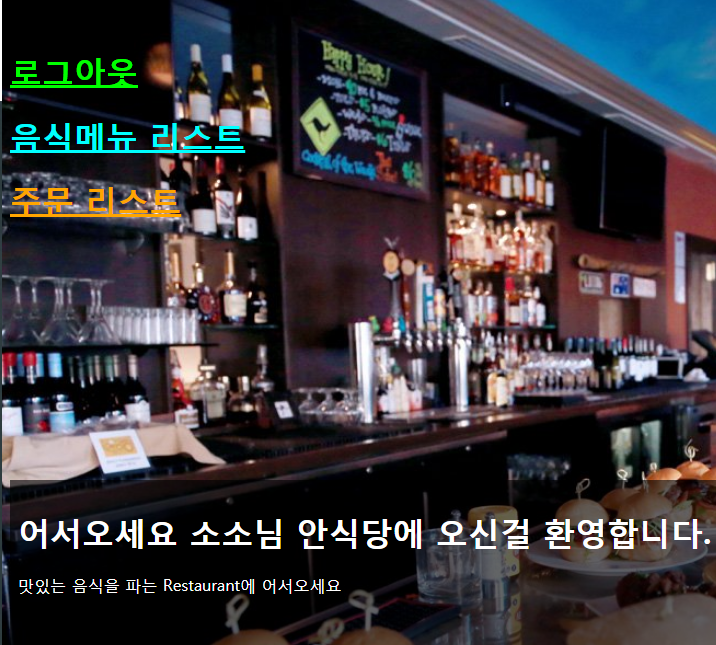 로그아웃
음식메뉴 리스트
주문 리스트
Happy Hour!
어서오세요 소소님 안식당에 오신걸 환영합니다.
맛있는 음식을 파는 Restaurant에 어서오세요